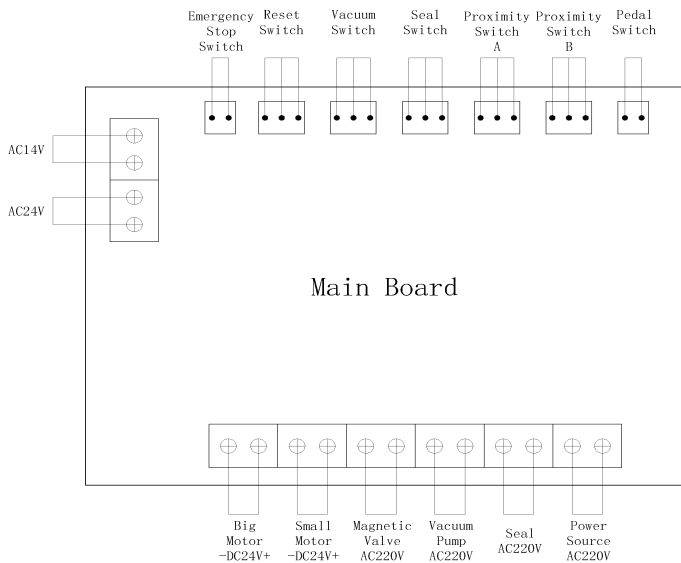 Emergency
Stop
Switch
Reset
Switch
Vacuum
Switch
Seal
Switch
Proximity
Switch
A
Proximity
Switch
B
Pedal
Switch
AC14V
AC24V
Main Board
Big
Motor
-DC24V+
Small
Motor
-DC24V+
Magnetic
Valve
AC220V
Vacuum
Pump
AC220V
Seal
AC220V
Power
Source
AC220V